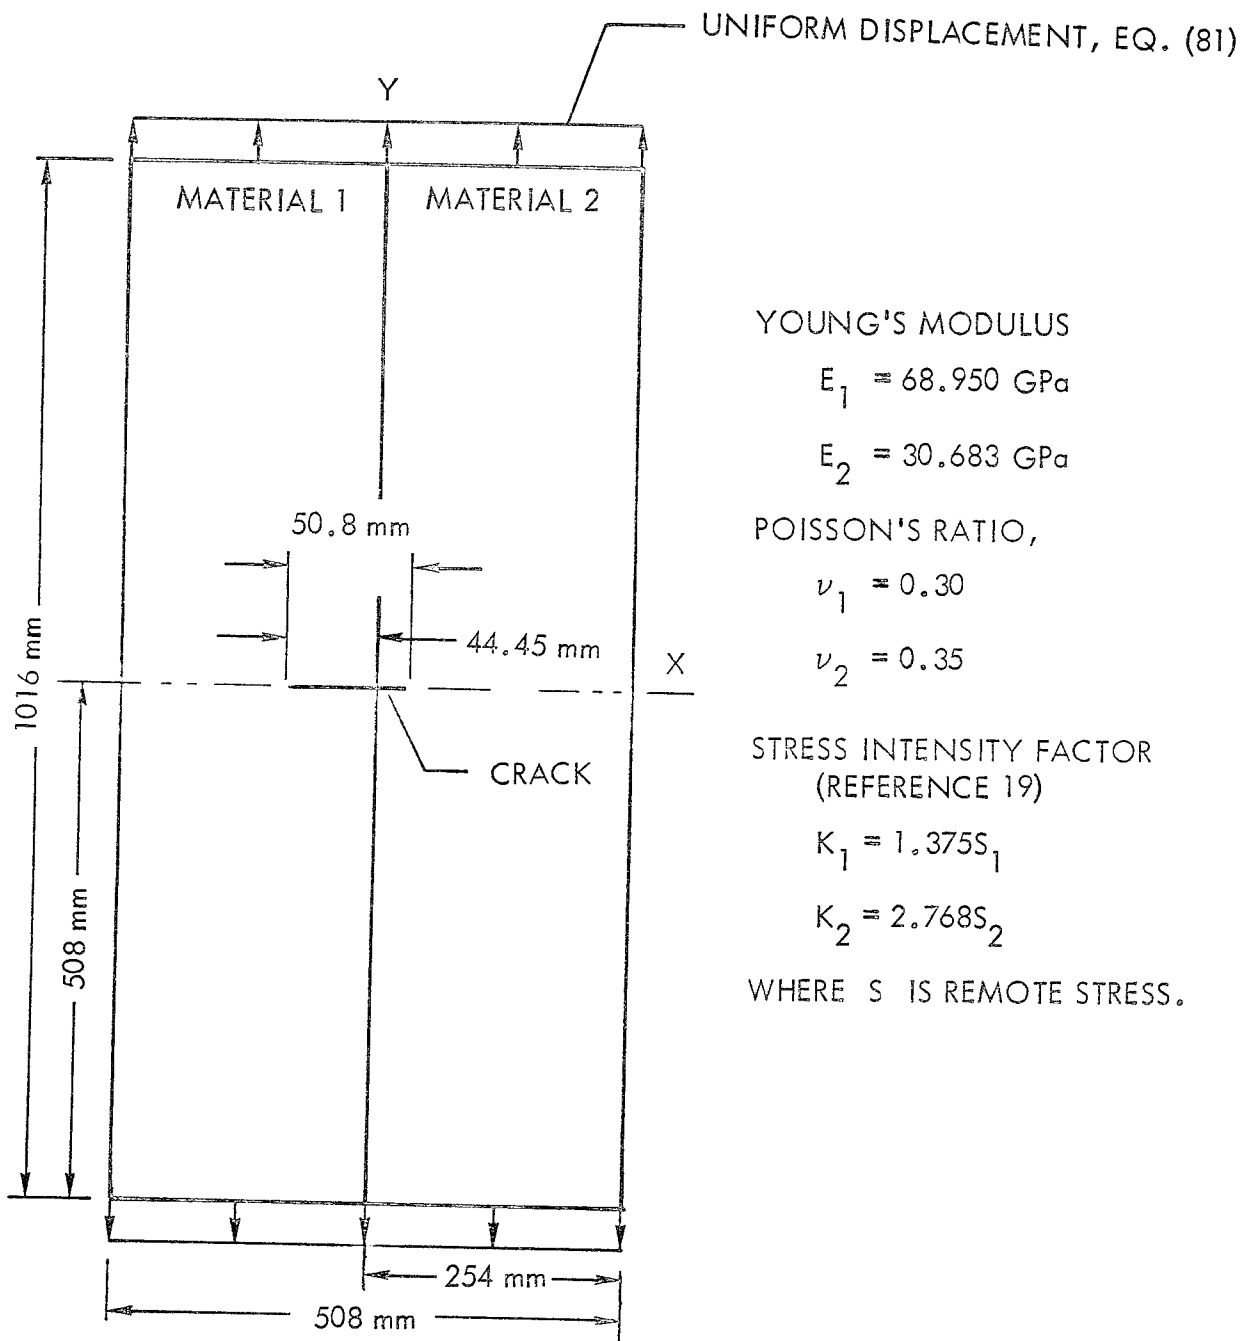 UNIFORM DISPLACEMENT, EQ. (81)
Y
MATERIAL 1
MATERIAL 2
YOUNG'S MODULUS
E₁ = 68.950 GPa
E₂ = 30.683 GPa
50.8 mm
POISSON'S RATIO,
ν₁ = 0.30
44.45 mm
ν₂ = 0.35
X
1016 mm
STRESS INTENSITY FACTOR
(REFERENCE 19)
CRACK
K₁ = 1.375S₁
508 mm
K₂ = 2.768S₂
WHERE S IS REMOTE STRESS.
254 mm
508 mm